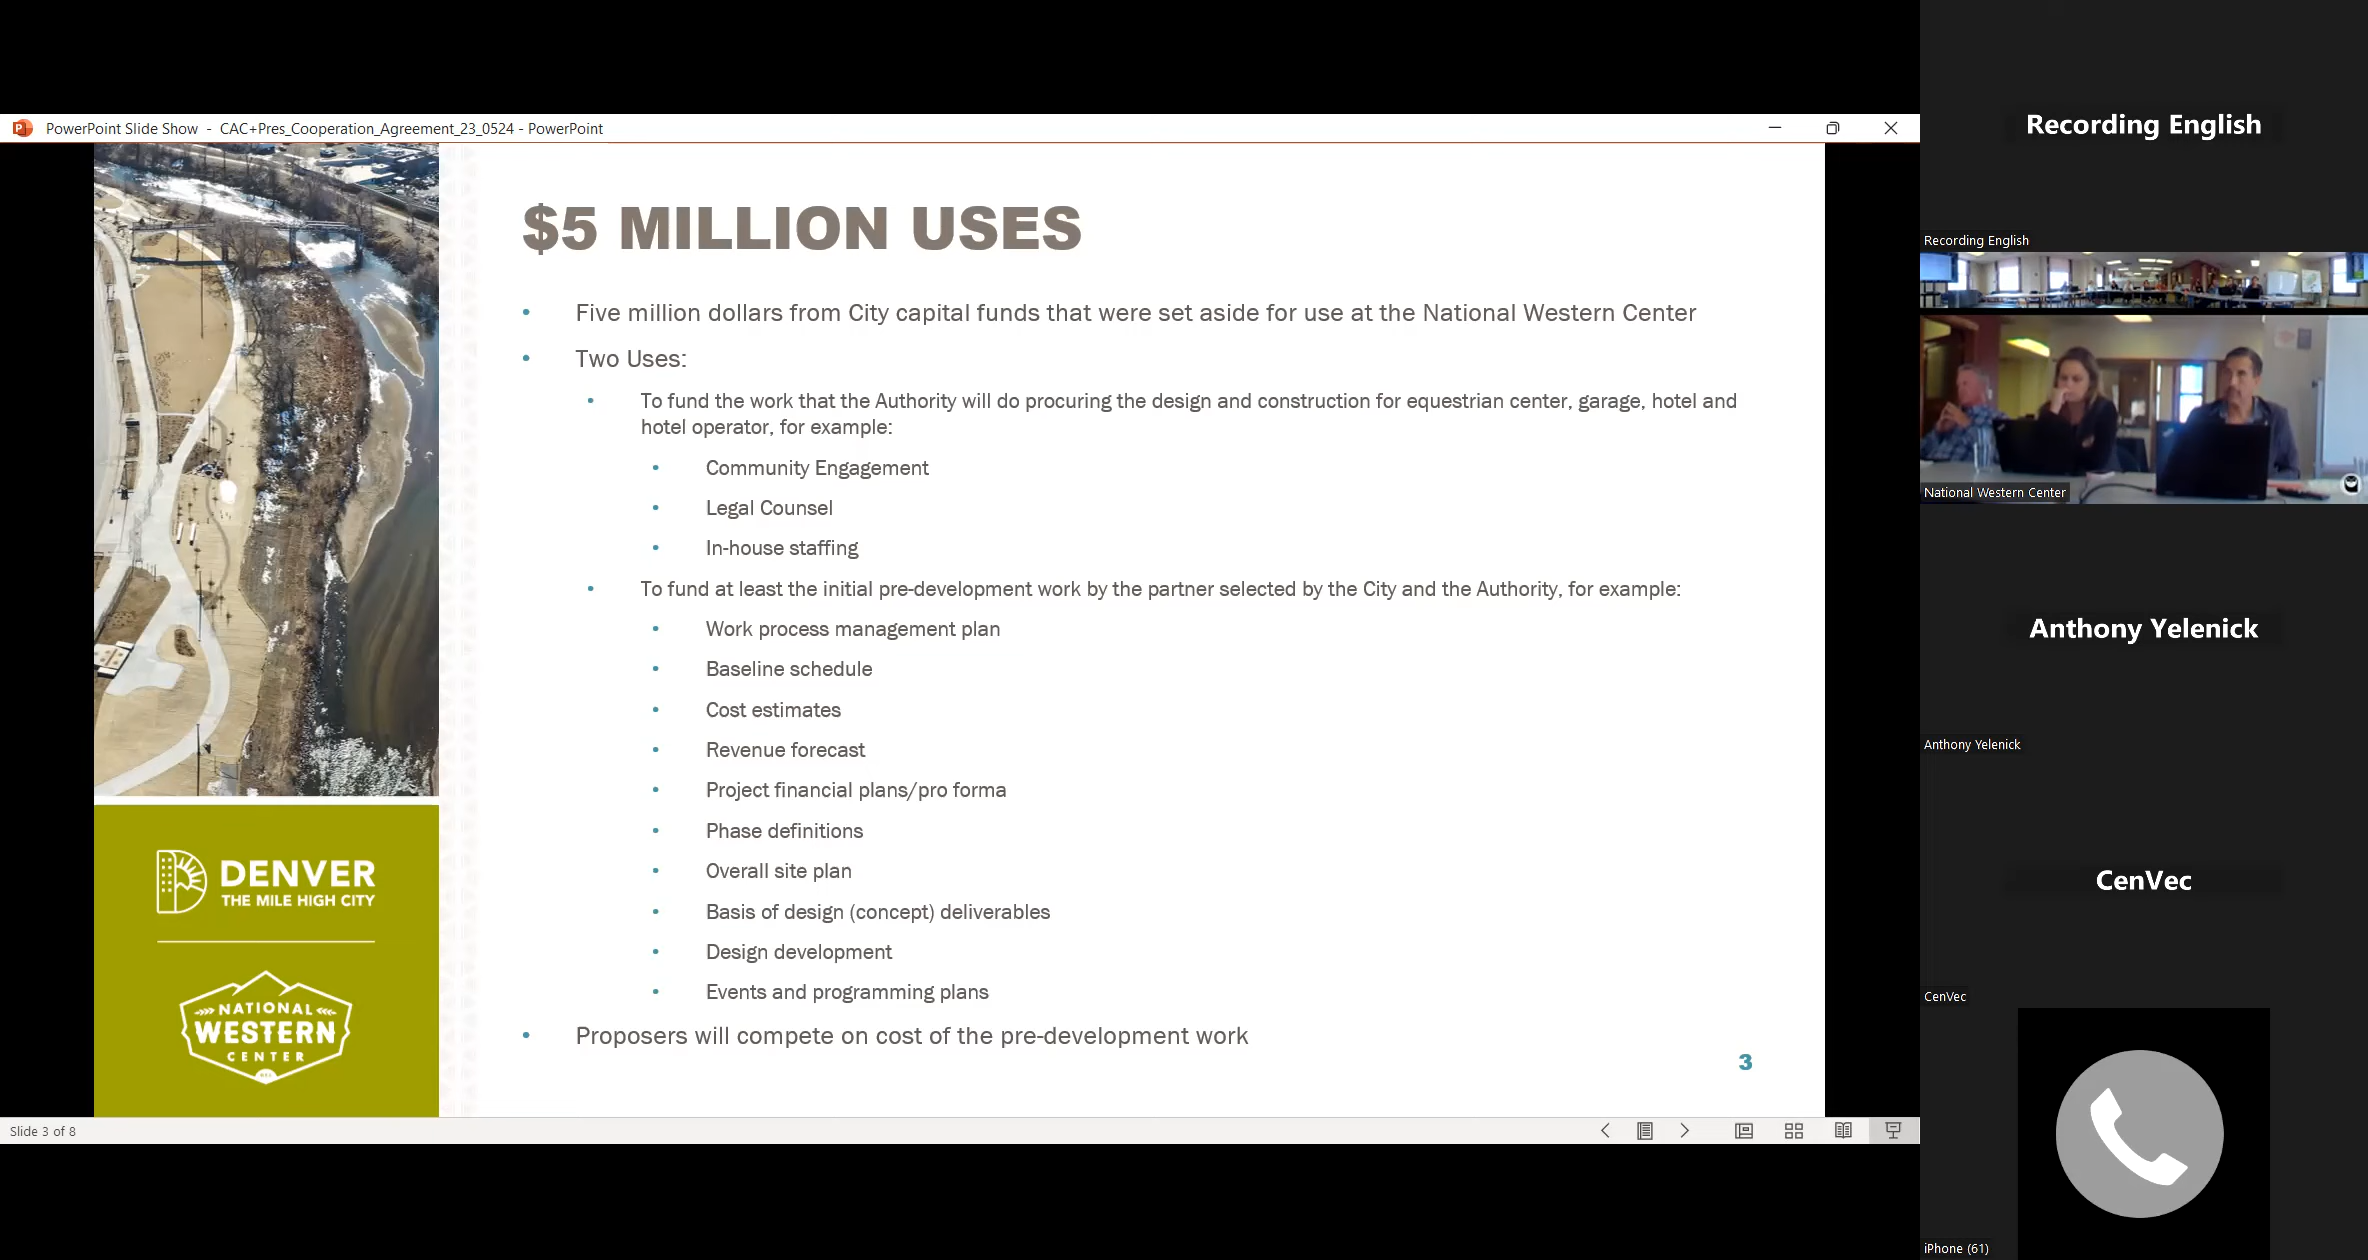 PowerPoint Slide Show - CAC+Pres_Cooperation_Agreement_23_0524 - PowerPoint
$5 MILLION USES
• Five million dollars from City capital funds that were set aside for use at the National Western Center
• Two Uses:
• To fund the work that the Authority will do procuring the design and construction for equestrian center, garage, hotel and
hotel operator, for example:
• Community Engagement
• Legal Counsel
• In-house staffing
• To fund at least the initial pre-development work by the partner selected by the City and the Authority, for example:
• Work process management plan
• Baseline schedule
• Cost estimates
• Revenue forecast
• Project financial plans/pro forma
• Phase definitions
• Overall site plan
• Basis of design (concept) deliverables
• Design development
• Events and programming plans
• Proposers will compete on cost of the pre-development work
3
DENVER
THE MILE HIGH CITY
NATIONAL
WESTERN
CENTER
Slide 3 of 8
Recording English
Recording English
National Western Center
Anthony Yelenick
Anthony Yelenick
CenVec
CenVec
iPhone (61)